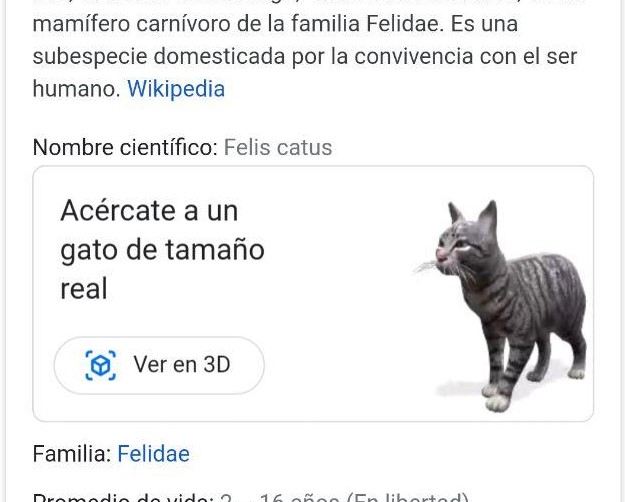 mamífero carnívoro de la familia Felidae. Es una
subespecie domesticada por la convivencia con el ser
humano. Wikipedia
Nombre científico: Felis catus
Acércate a un
gato de tamaño
real
Ver en 3D
Familia: Felidae
Promedio de vida: 2 – 16 años (En libertad)